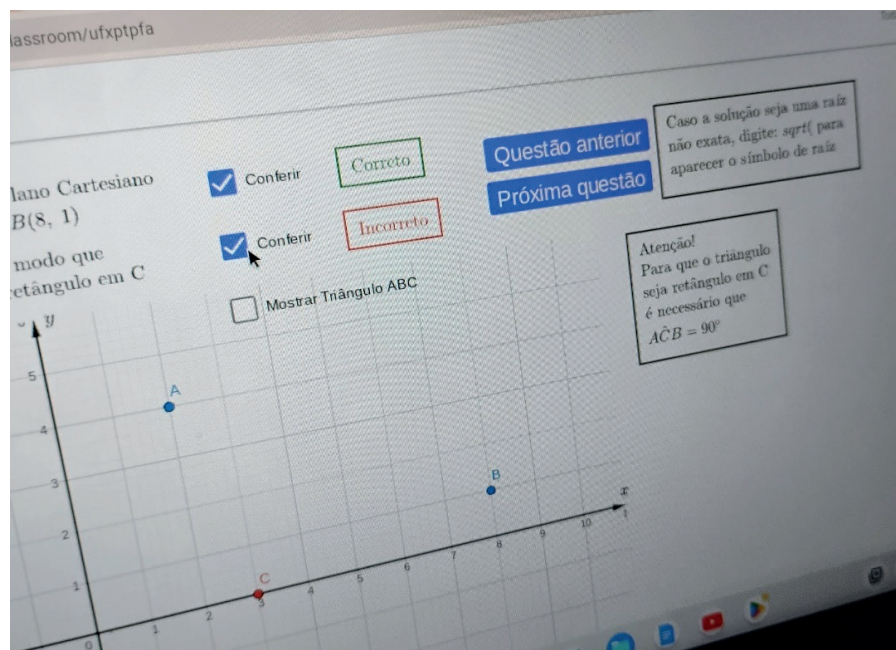 lassroom/ufxptpfa
lano Cartesiano
B(8, 1)
modo que
etângulo em C
Conferir
Correto
Conferir
Incorreto
Mostrar Triângulo ABC
Questão anterior
Próxima questão
Caso a solução seja uma raíz
não exata, digite: sqrt( para
aparecer o símbolo de raiz
Atenção!
Para que o triângulo
seja retângulo em C
é necessário que
AĈB = 90º
y
5
4
3
2
1
0
A
B
C
x
1
2
3
4
5
6
7
8
9
10